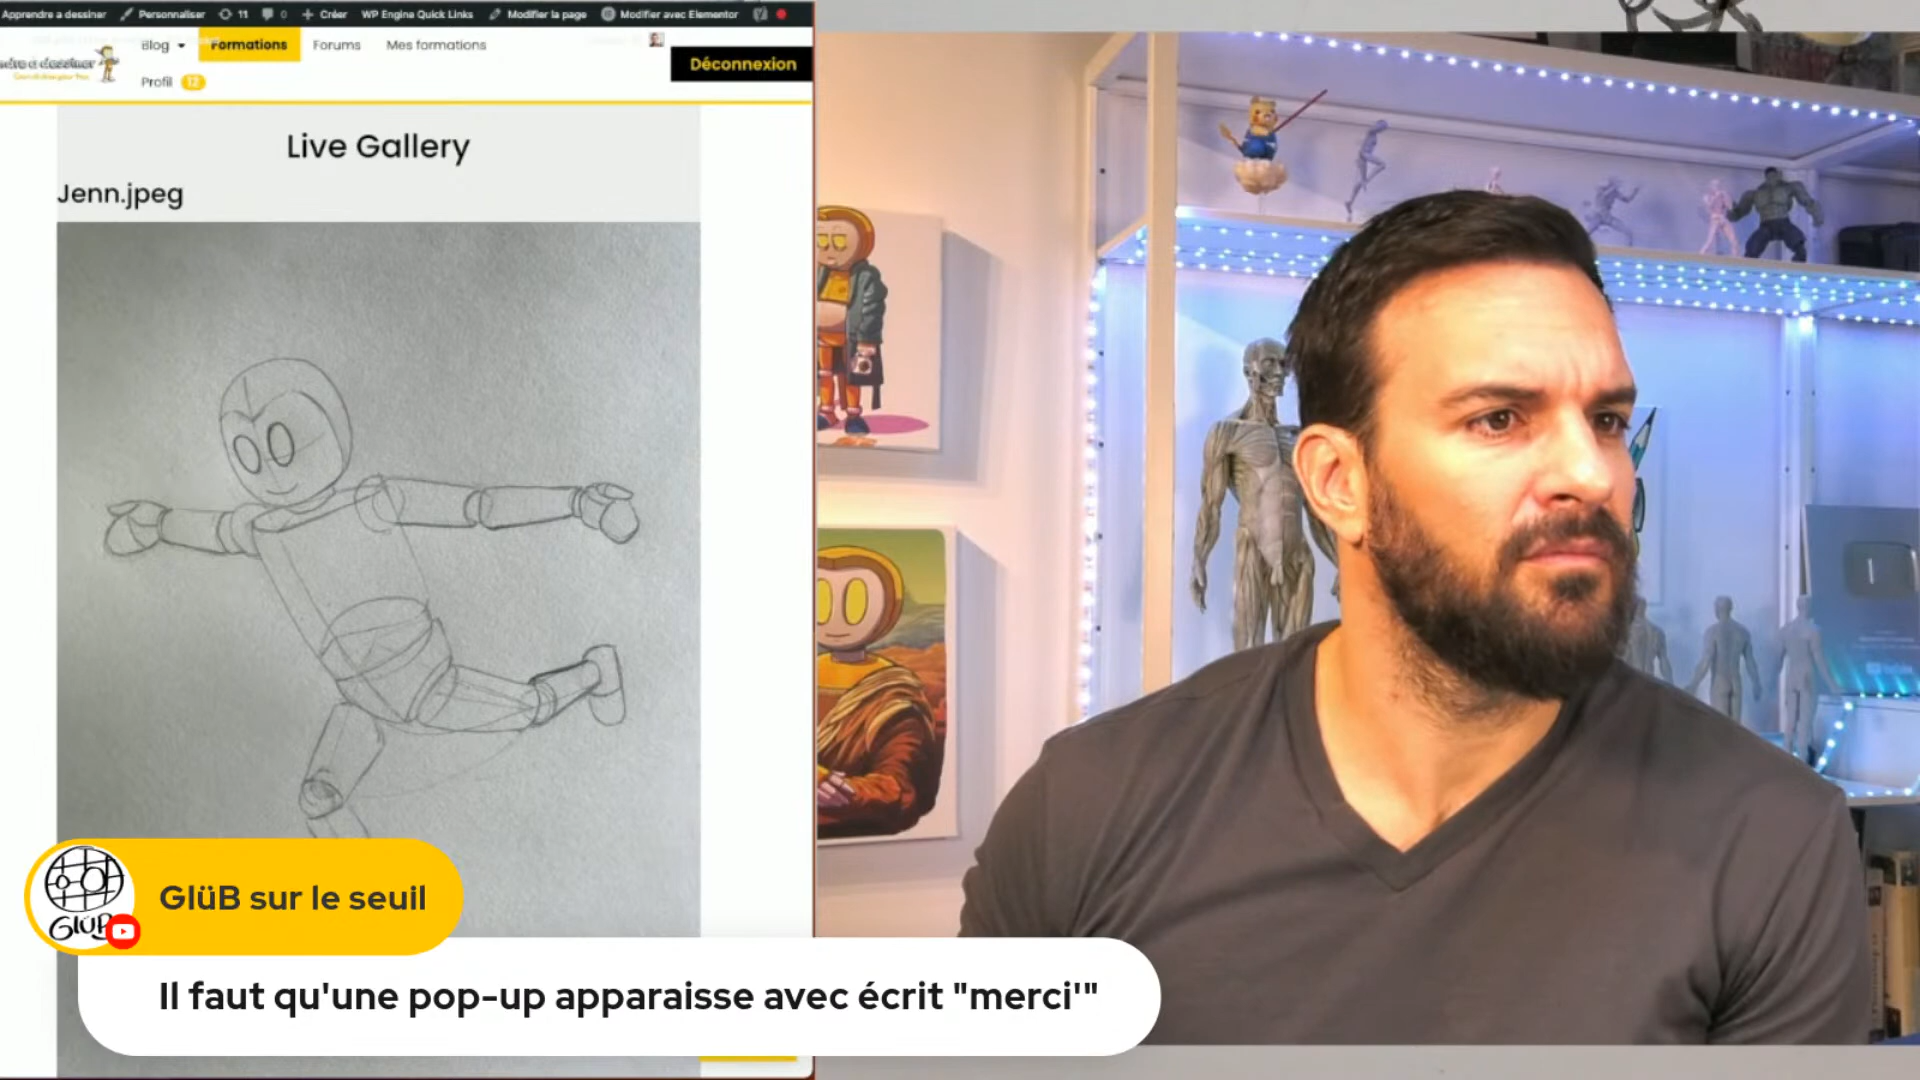 Apprendre a dessiner Personnaliser 11 0 Créer WP Engine Quick Links Modifier la page Modifier avec Elementor
Blog Formations Forums Mes formations
Déconnexion
Profil 12
Live Gallery
Jenn.jpeg
GlüB
GlüB sur le seuil
Il faut qu'une pop-up apparaisse avec écrit "merci'"